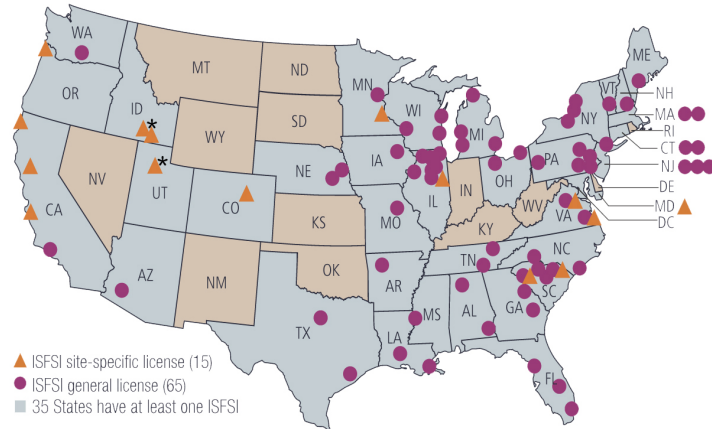 WA
MT
ND
MN
ME
VT
NH
OR
ID
*
WI
NY
MA
SD
MI
RI
WY
CT
IA
PA
NJ
NE
OH
DE
NV
UT
*
IL
IN
MD
CO
WV
VA
DC
CA
KS
MO
KY
NC
TN
AZ
NM
OK
AR
SC
MS
AL
GA
TX
LA
FL
ISFSI site-specific license (15)
ISFSI general license (65)
35 States have at least one ISFSI